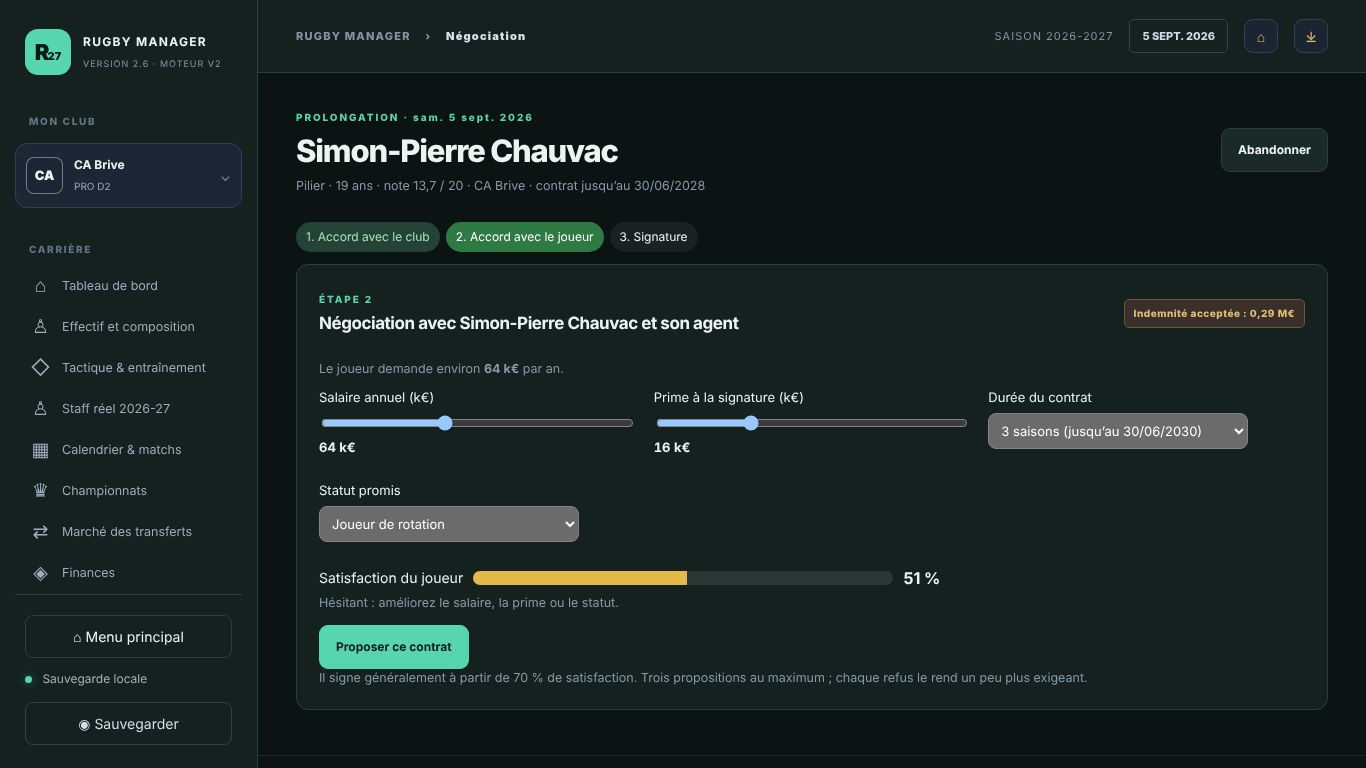 R27
RUGBY MANAGER
VERSION 2.6 · MOTEUR V2
MON CLUB
CA
CA Brive
PRO D2
CARRIÈRE
Tableau de bord
Effectif et composition
Tactique & entraînement
Staff réel 2026-27
Calendrier & matchs
Championnats
Marché des transferts
Finances
Menu principal
Sauvegarde locale
Sauvegarder
RUGBY MANAGER › Négociation
SAISON 2026-2027
5 SEPT. 2026
PROLONGATION · sam. 5 sept. 2026
Simon-Pierre Chauvac
Abandonner
Pilier · 19 ans · note 13,7 / 20 · CA Brive · contrat jusqu’au 30/06/2028
1. Accord avec le club
2. Accord avec le joueur
3. Signature
ÉTAPE 2
Négociation avec Simon-Pierre Chauvac et son agent
Indemnité acceptée : 0,29 M€
Le joueur demande environ 64 k€ par an.
Salaire annuel (k€)
64 k€
Prime à la signature (k€)
16 k€
Durée du contrat
3 saisons (jusqu’au 30/06/2030)
Statut promis
Joueur de rotation
Satisfaction du joueur
51 %
Hésitant : améliorez le salaire, la prime ou le statut.
Proposer ce contrat
Il signe généralement à partir de 70 % de satisfaction. Trois propositions au maximum ; chaque refus le rend un peu plus exigeant.